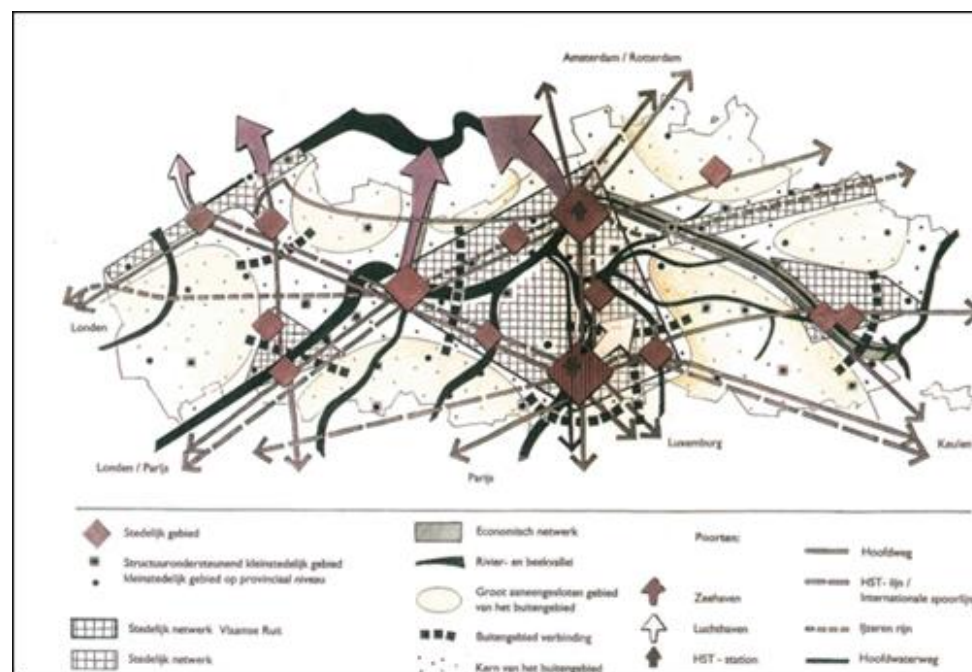 Amsterdam / Rotterdam
Londen
Londen / Parijs
Parijs
Luxemburg
Keulen
Stedelijk gebied
Structuurondersteunend kleinstedelijk gebied
kleinstedelijk gebied op provinciaal niveau
Stedelijk netwerk Vlaamse Ruit
Stedelijk netwerk
Economisch netwerk
Rivier- en beekvallei
Groot aaneengesloten gebied
van het buitengebied
Buitengebied verbinding
Kern van het buitengebied
Poorten:
Zeehaven
Luchthaven
HST - station
Hoofdweg
HST- lijn /
Internationale spoorlijn
IJzeren rijn
Hoofdwaterweg